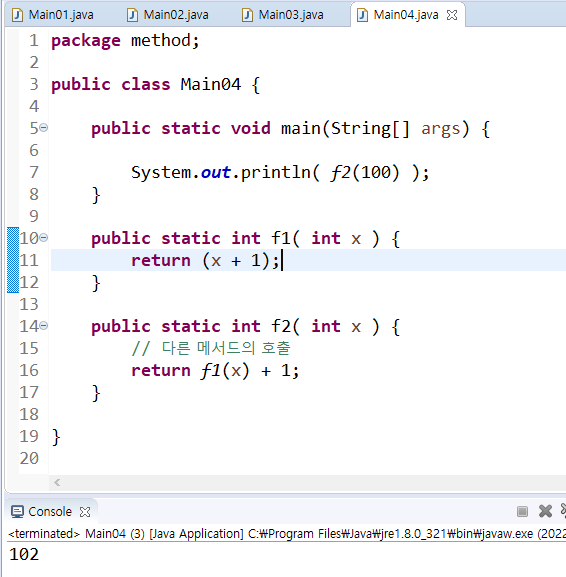 Main01.java Main02.java Main03.java Main04.java
1 package method;
2
3 public class Main04 {
4
5 public static void main(String[] args) {
6
7 System.out.println( f2(100) );
8 }
9
10 public static int f1( int x ) {
11 return (x + 1);
12 }
13
14 public static int f2( int x ) {
15 // 다른 메서드의 호출
16 return f1(x) + 1;
17 }
18
19 }
20
Console
<terminated> Main04 (3) [Java Application] C:₩Program Files₩Java₩jre1.8.0_321₩bin₩javaw.exe (2022
102